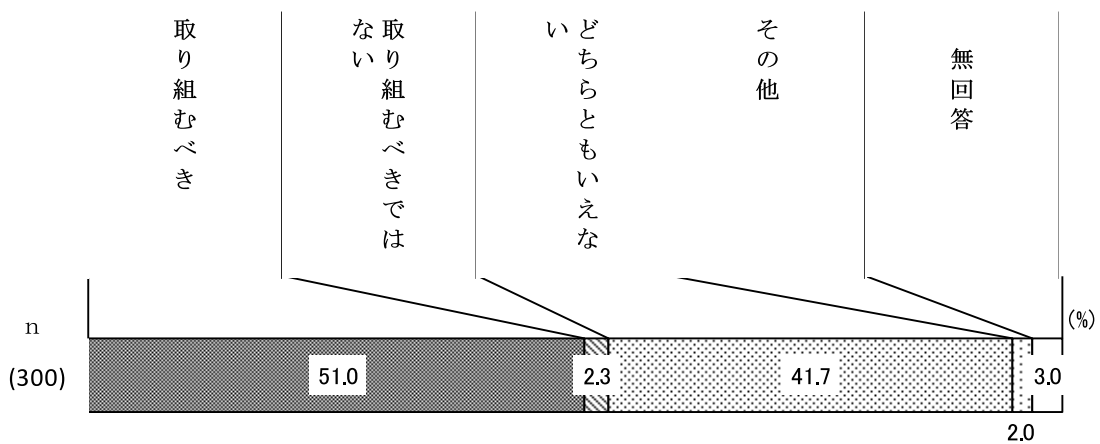 取り組むべき
取り組むべきでは
ない
どちらともいえな
い
その他
無回答
n
(%)
(300)
51.0
2.3
41.7
3.0
2.0